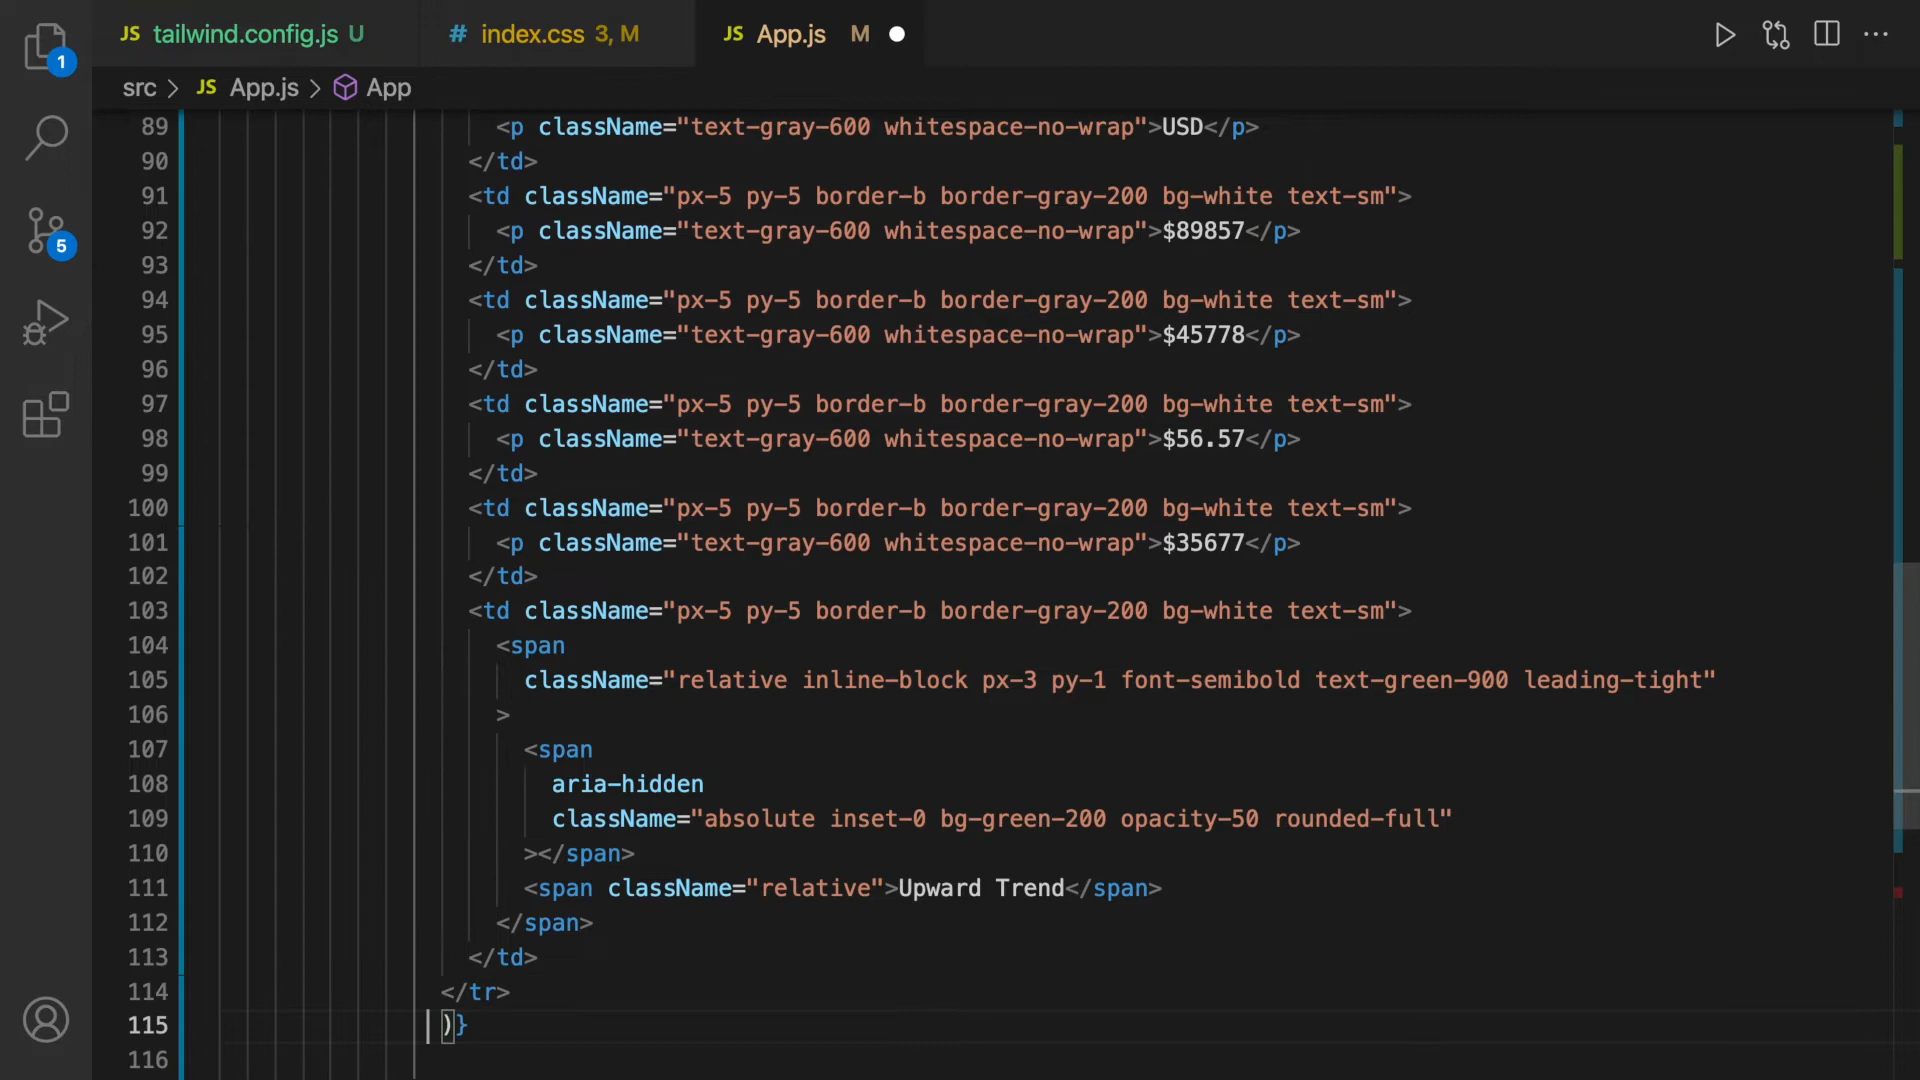 1
5
JS tailwind.config.js U
# index.css 3, M
JS App.js M
src > JS App.js > App
89 <p className="text-gray-600 whitespace-no-wrap">USD</p>
90 </td>
91 <td className="px-5 py-5 border-b border-gray-200 bg-white text-sm">
92 <p className="text-gray-600 whitespace-no-wrap">$89857</p>
93 </td>
94 <td className="px-5 py-5 border-b border-gray-200 bg-white text-sm">
95 <p className="text-gray-600 whitespace-no-wrap">$45778</p>
96 </td>
97 <td className="px-5 py-5 border-b border-gray-200 bg-white text-sm">
98 <p className="text-gray-600 whitespace-no-wrap">$56.57</p>
99 </td>
100 <td className="px-5 py-5 border-b border-gray-200 bg-white text-sm">
101 <p className="text-gray-600 whitespace-no-wrap">$35677</p>
102 </td>
103 <td className="px-5 py-5 border-b border-gray-200 bg-white text-sm">
104 <span
105 className="relative inline-block px-3 py-1 font-semibold text-green-900 leading-tight"
106 >
107 <span
108 aria-hidden
109 className="absolute inset-0 bg-green-200 opacity-50 rounded-full"
110 ></span>
111 <span className="relative">Upward Trend</span>
112 </span>
113 </td>
114 </tr>
115 )}
116